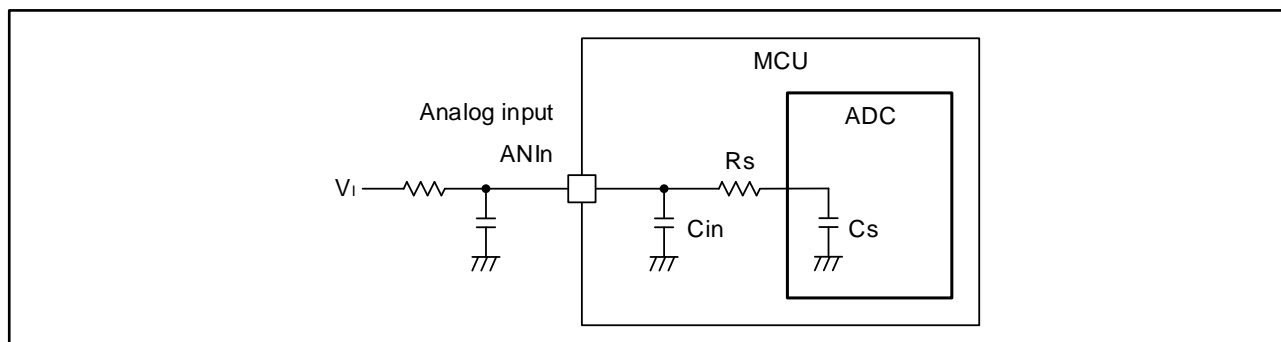 MCU
Analog input
ADC
ANIn
Rs
VI
Cin
Cs